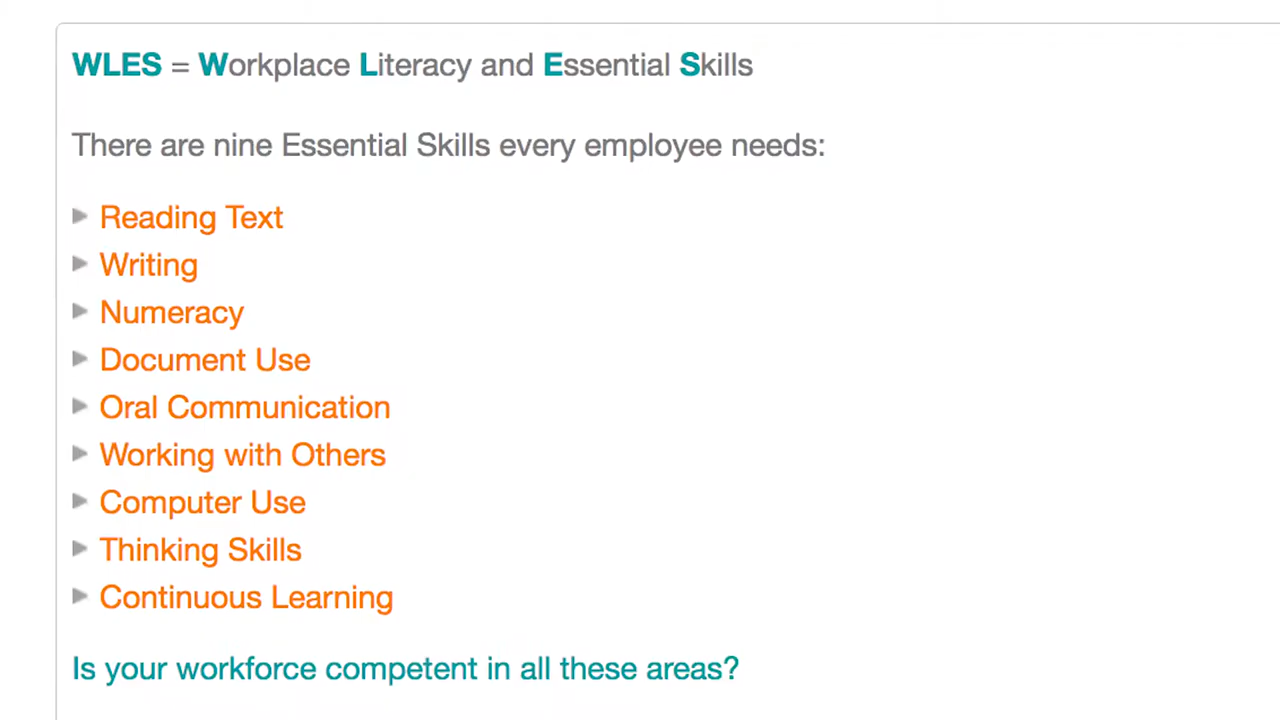 WLES = Workplace Literacy and Essential Skills
There are nine Essential Skills every employee needs:
Reading Text
Writing
Numeracy
Document Use
Oral Communication
Working with Others
Computer Use
Thinking Skills
Continuous Learning
Is your workforce competent in all these areas?